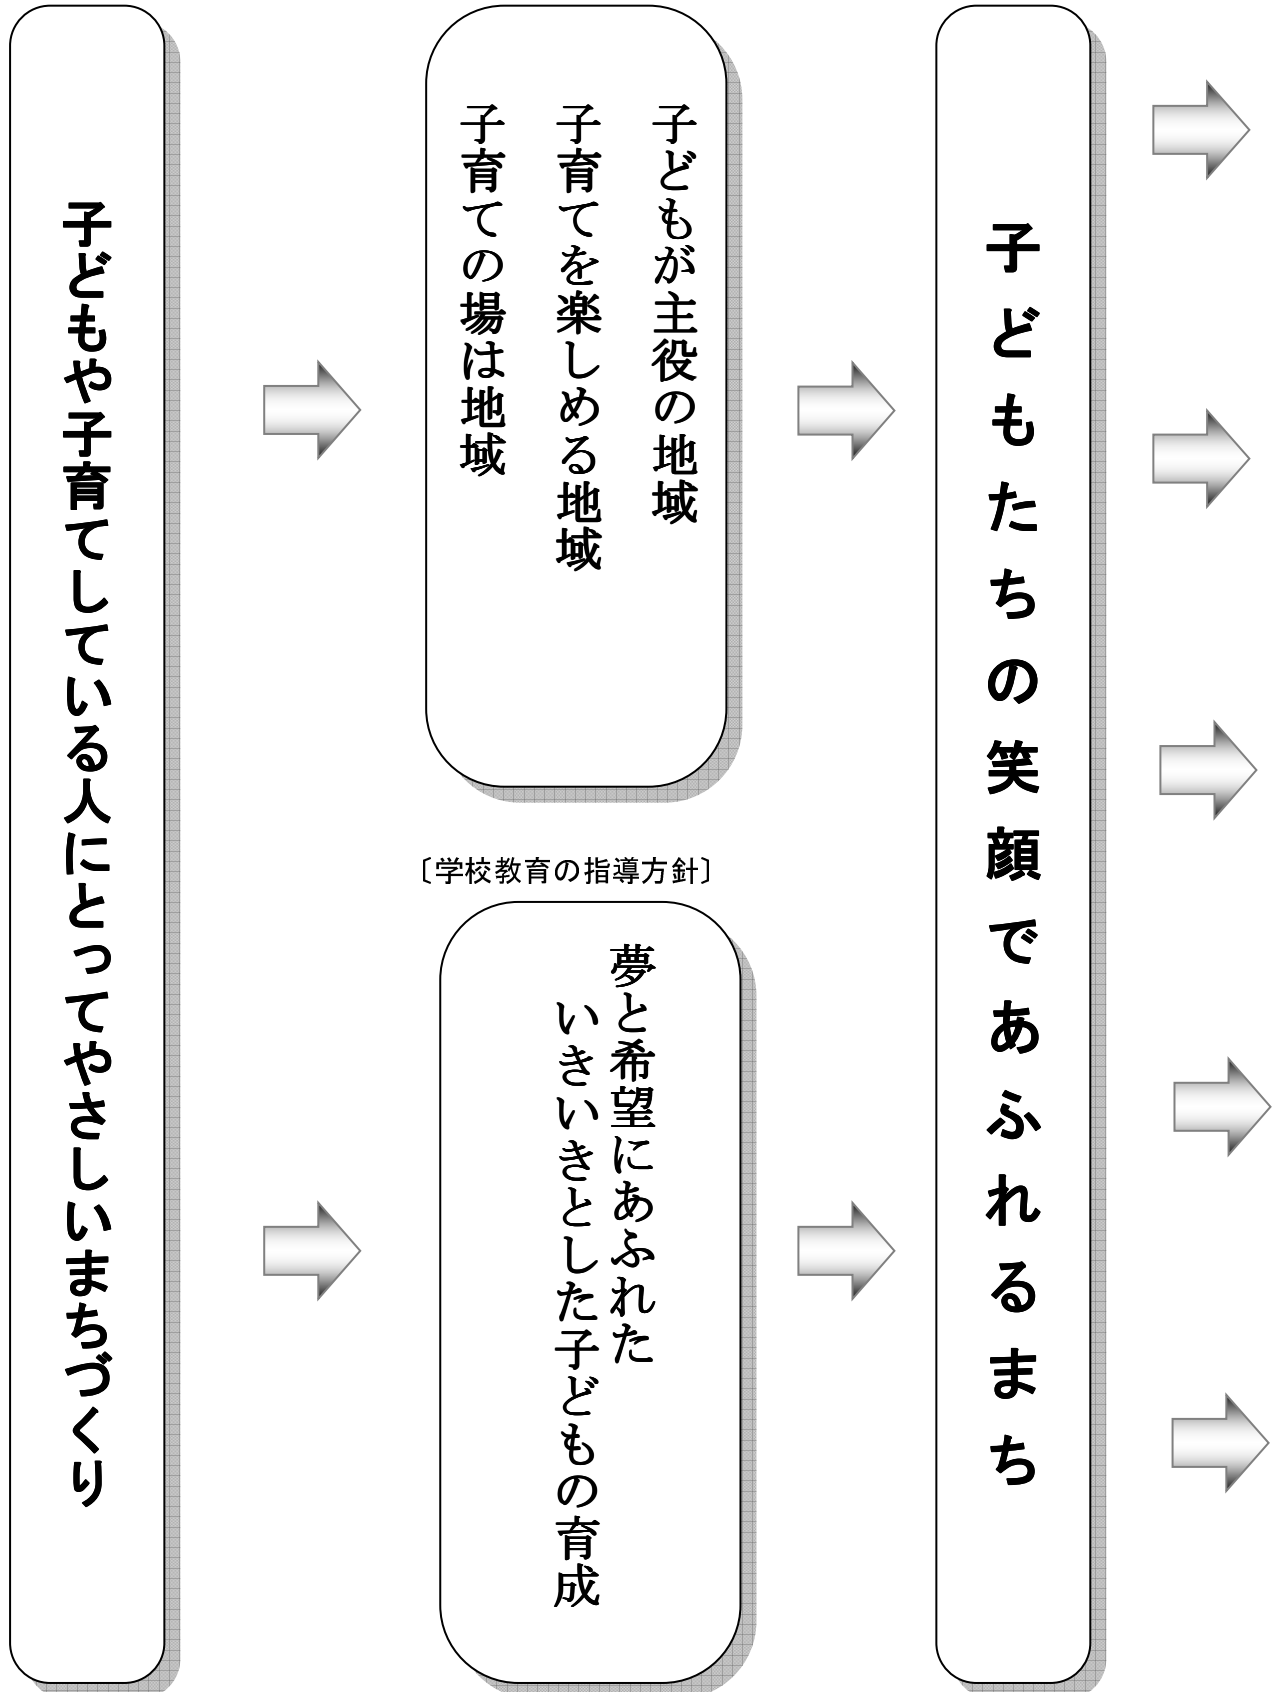 子どもや子育てしている人にとってやさしいまちづくり
子どもが主役の地域
子育てを楽しめる地域
子育ての場は地域
〔学校教育の指導方針〕
夢と希望にあふれた
いきいきとした子どもの育成
子どもたちの笑顔であふれるまち